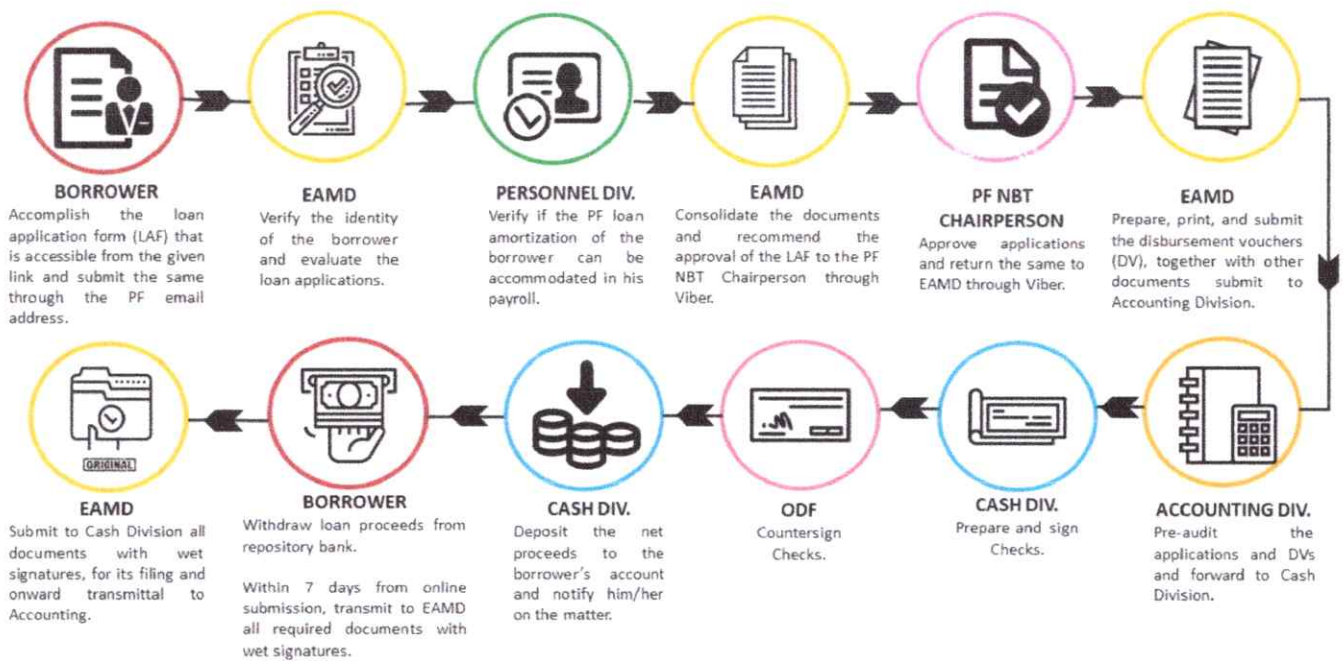 BORROWER
Accomplish the loan
application form (LAF) that
is accessible from the given
link and submit the same
through the PF email
address.
EAMD
Verify the identity
of the borrower
and evaluate the
loan applications.
PERSONNEL DIV.
Verify if the PF loan
amortization of the
borrower can be
accommodated in his
payroll.
EAMD
Consolidate the documents
and recommend the
approval of the LAF to the PF
NBT Chairperson through
Viber.
PF NBT
CHAIRPERSON
Approve applications
and return the same to
EAMD through Viber.
EAMD
Prepare, print, and submit
the disbursement vouchers
(DV), together with other
documents submit to
Accounting Division.
ORIGINAL
EAMD
Submit to Cash Division all
documents with wet
signatures, for its filing and
onward transmittal to
Accounting.
BORROWER
Withdraw loan proceeds from
repository bank.
Within 7 days from online
submission, transmit to EAMD
all required documents with
wet signatures.
CASH DIV.
Deposit the net
proceeds to the
borrower's account
and notify him/her
on the matter.
ODF
Countersign
Checks.
CASH DIV.
Prepare and sign
Checks.
ACCOUNTING DIV.
Pre-audit the
applications and DVs
and forward to Cash
Division.